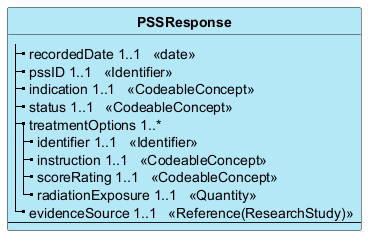 PSSResponse
recordedDate 1..1 «date»
pssID 1..1 «Identifier»
indication 1..1 «CodeableConcept»
status 1..1 «CodeableConcept»
treatmentOptions 1..*
identifier 1..1 «Identifier»
instruction 1..1 «CodeableConcept»
scoreRating 1..1 «CodeableConcept»
radiationExposure 1..1 «Quantity»
evidenceSource 1..1 «Reference(ResearchStudy)»